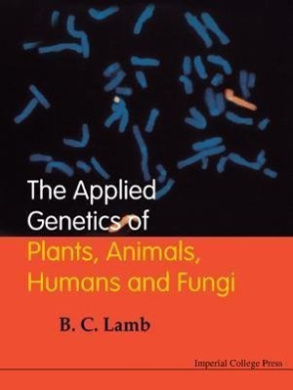 The Applied
Genetics of
Plants, Animals,
Humans and Fungi
B. C. Lamb
Imperial College Press